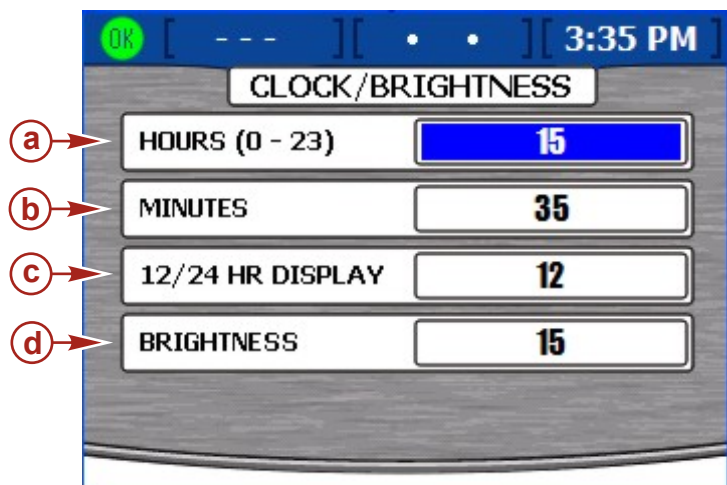 OK [ - - - ][ • • ][ 3:35 PM ]
CLOCK/BRIGHTNESS
a HOURS (0 - 23) 15
b MINUTES 35
c 12/24 HR DISPLAY 12
d BRIGHTNESS 15